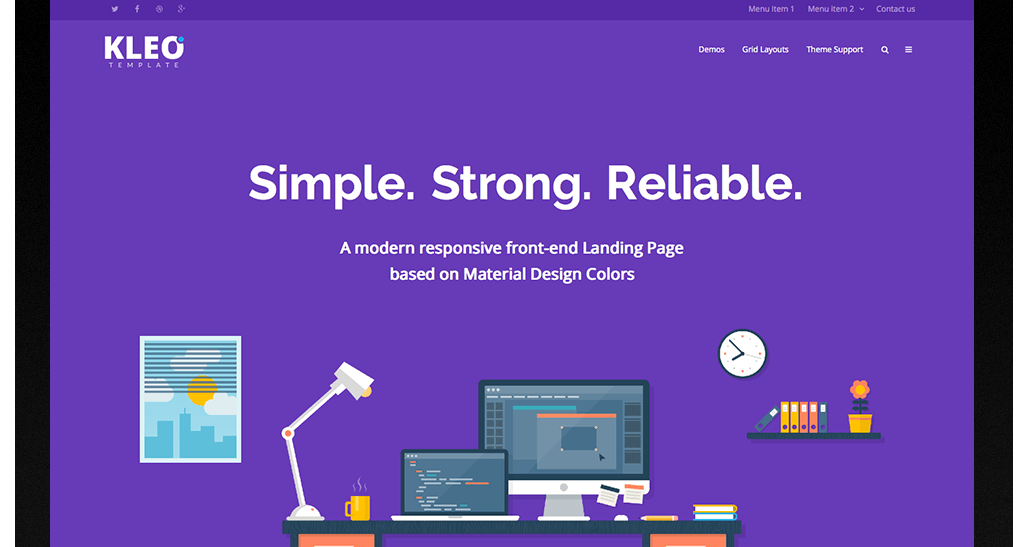 Menu Item 1 Menu Item 2 Contact us
KLEO
TEMPLATE
Demos Grid Layouts Theme Support
Simple. Strong. Reliable.
A modern responsive front-end Landing Page
based on Material Design Colors